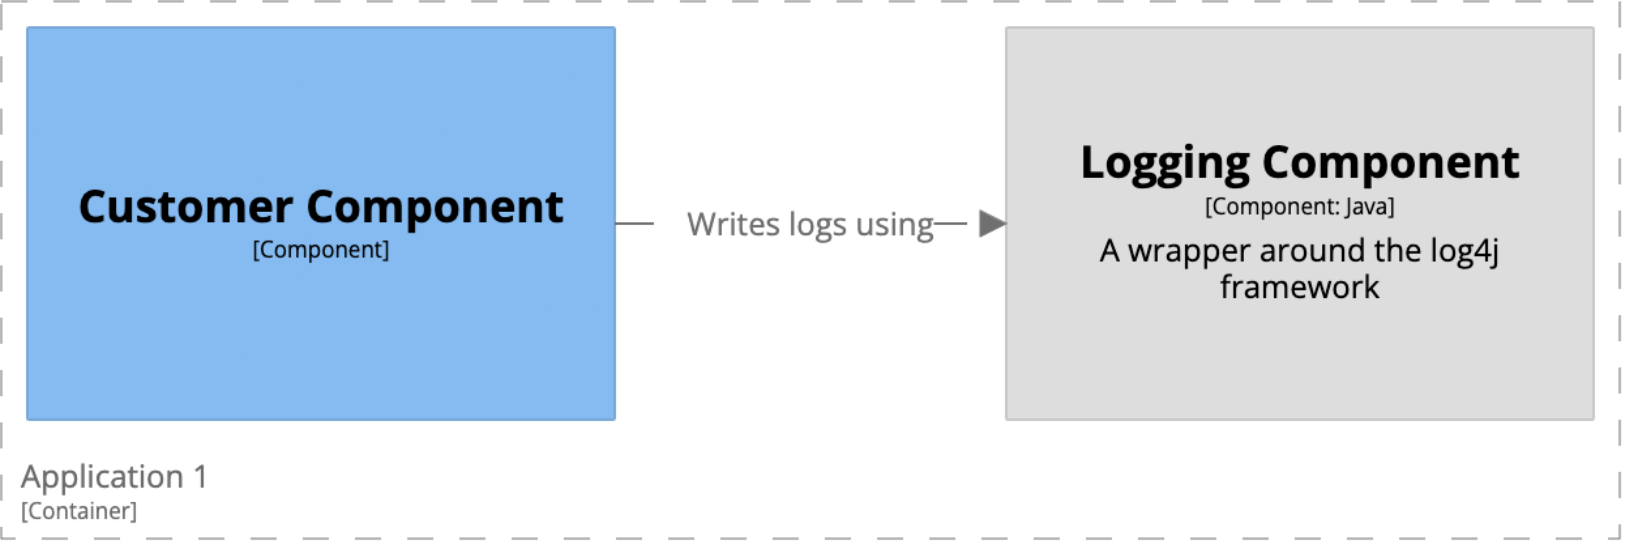 Customer Component
[Component]
Writes logs using
Logging Component
[Component: Java]
A wrapper around the log4j
framework
Application 1
[Container]